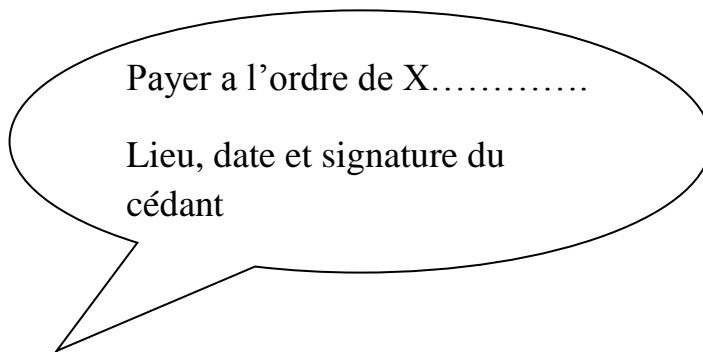 Payer a l’ordre de X………….
Lieu, date et signature du
cédant